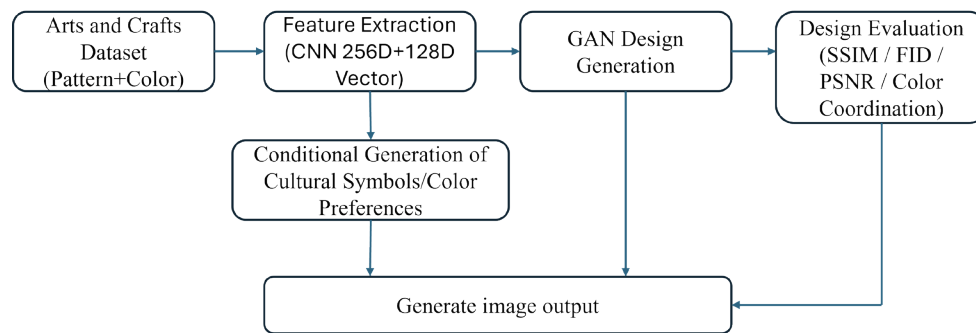 Arts and Crafts
Dataset
(Pattern+Color)
Feature Extraction
(CNN 256D+128D
Vector)
GAN Design
Generation
Design Evaluation
(SSIM / FID /
PSNR / Color
Coordination)
Conditional Generation of
Cultural Symbols/Color
Preferences
Generate image output